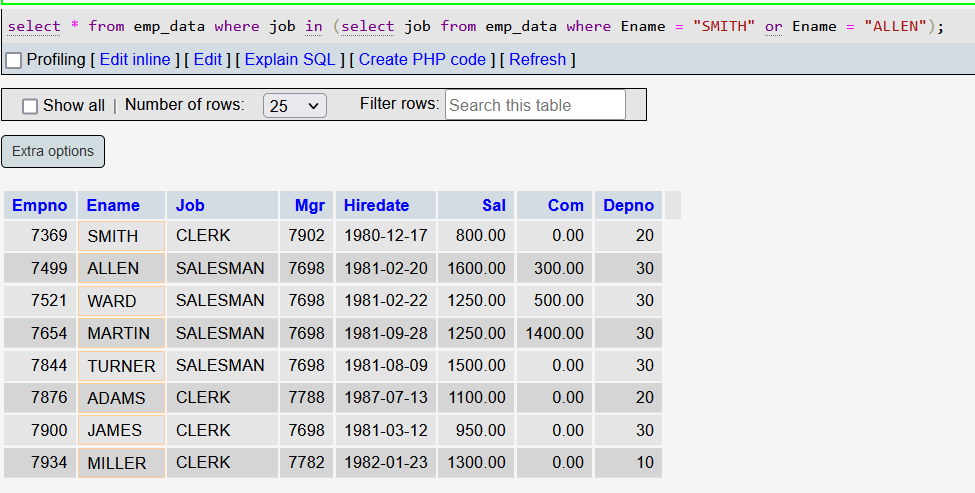 select * from emp_data where job in (select job from emp_data where Ename = "SMITH" or Ename = "ALLEN");
Profiling [ Edit inline ] [ Edit ] [ Explain SQL ] [ Create PHP code ] [ Refresh ]
Show all | Number of rows: 25 Filter rows: Search this table
Extra options
Empno Ename Job Mgr Hiredate Sal Com Depno
7369 SMITH CLERK 7902 1980-12-17 800.00 0.00 20
7499 ALLEN SALESMAN 7698 1981-02-20 1600.00 300.00 30
7521 WARD SALESMAN 7698 1981-02-22 1250.00 500.00 30
7654 MARTIN SALESMAN 7698 1981-09-28 1250.00 1400.00 30
7844 TURNER SALESMAN 7698 1981-08-09 1500.00 0.00 30
7876 ADAMS CLERK 7788 1987-07-13 1100.00 0.00 20
7900 JAMES CLERK 7698 1981-03-12 950.00 0.00 30
7934 MILLER CLERK 7782 1982-01-23 1300.00 0.00 10